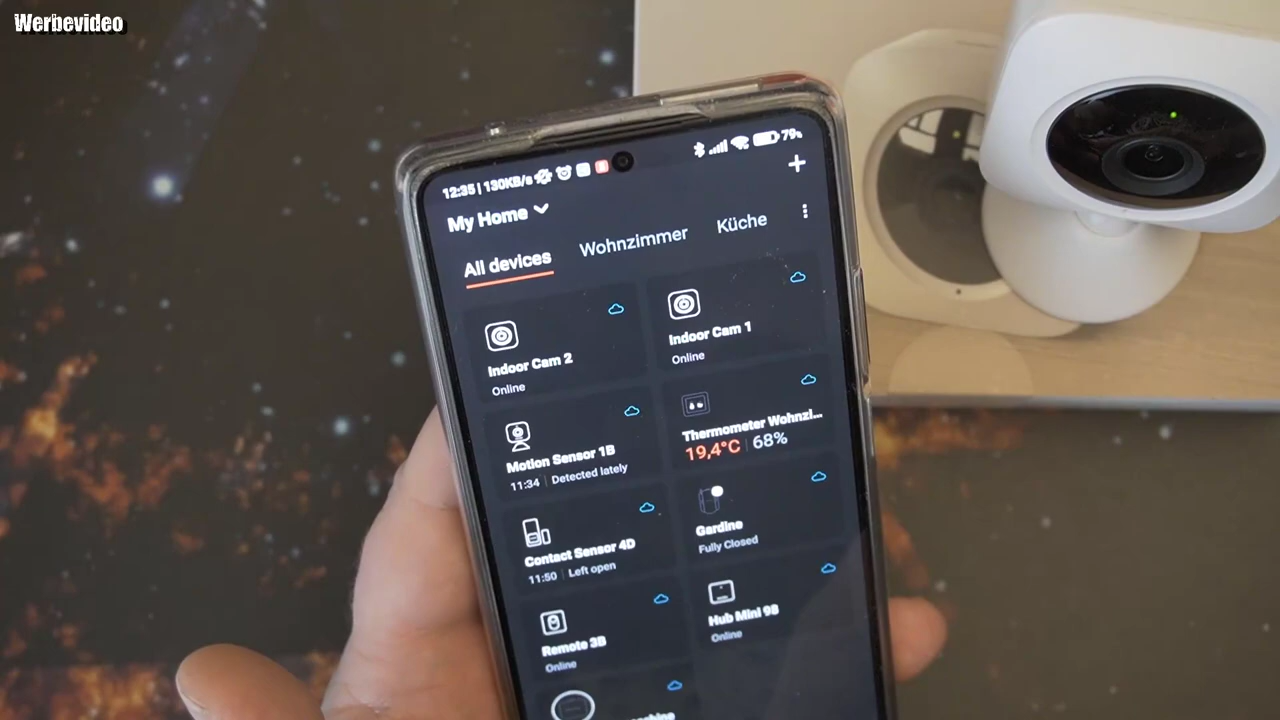 Werbevideo
12:35 | 130KB/s 79%
My Home
All devices Wohnzimmer Küche
Indoor Cam 2
Online
Indoor Cam 1
Online
Motion Sensor 1B
11:34 | Detected lately
Thermometer Wohnzi...
19,4°C | 68%
Contact Sensor 4D
11:50 | Left open
Gardine
Fully Closed
Remote 3B
Online
Hub Mini 98
Online